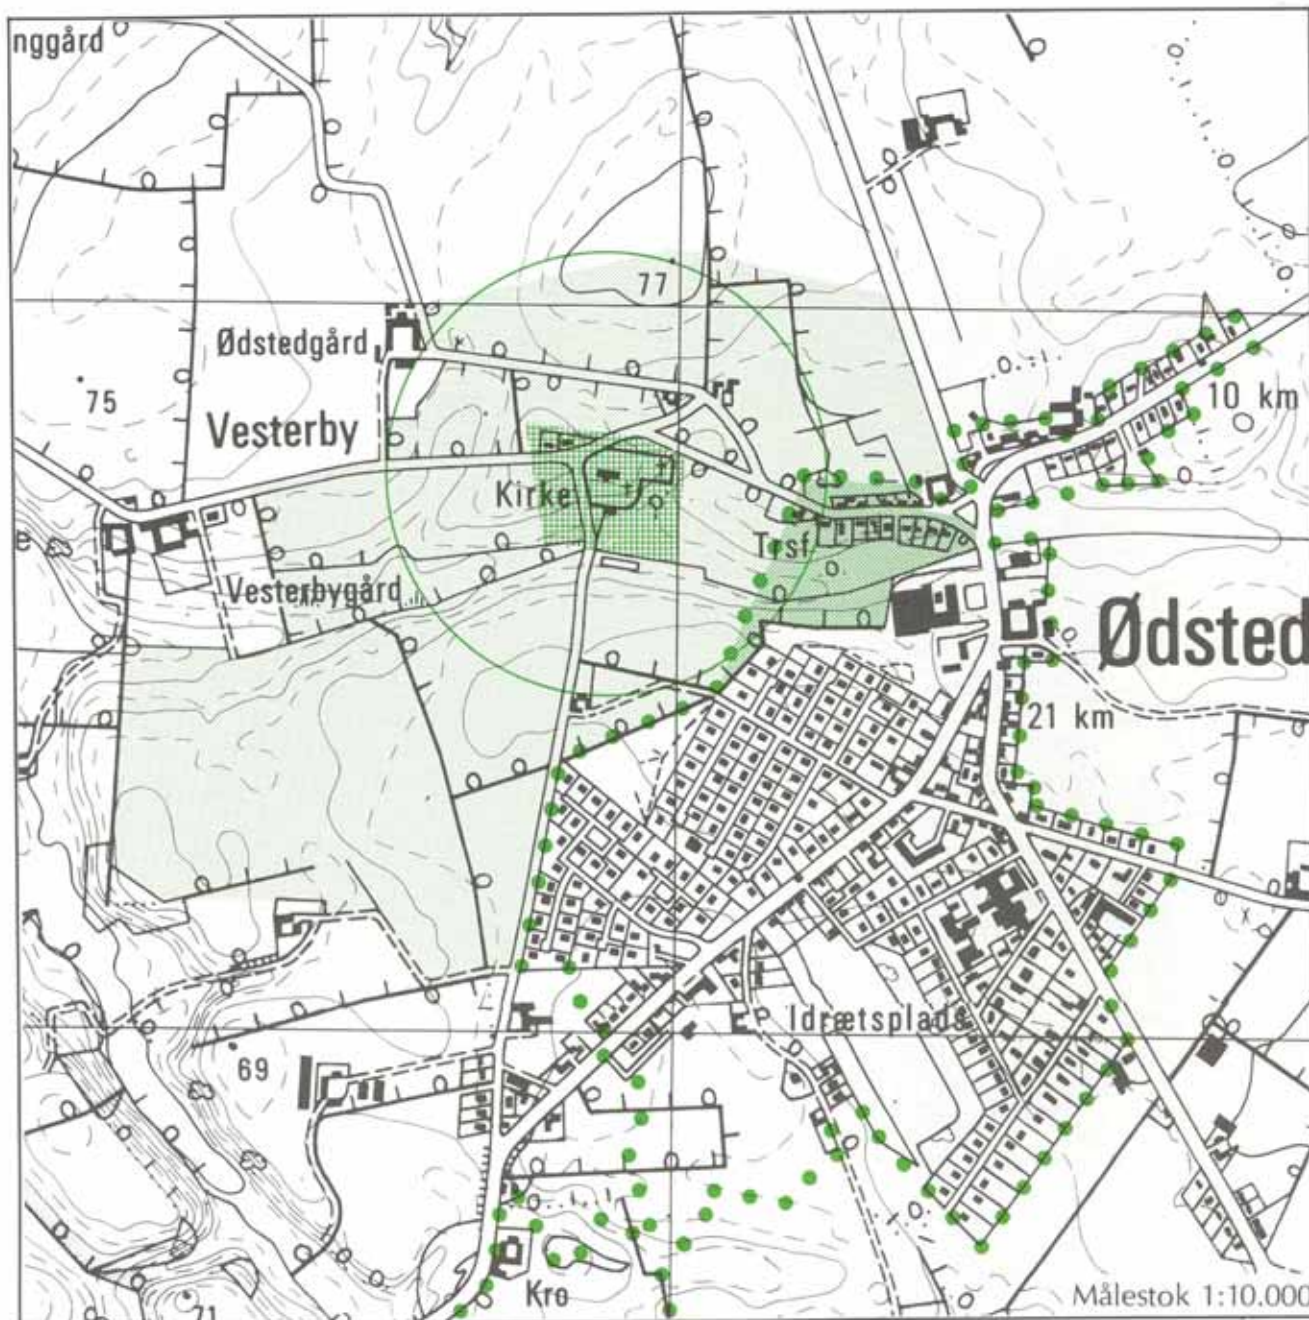 nggård
77
Ødstedgård
75
10 km
Vesterby
Kirke
Trsf.
e
Vesterbygård
Ødsted
21 km
Idrætsplads
69
Kro
Målestok 1:10.000
71